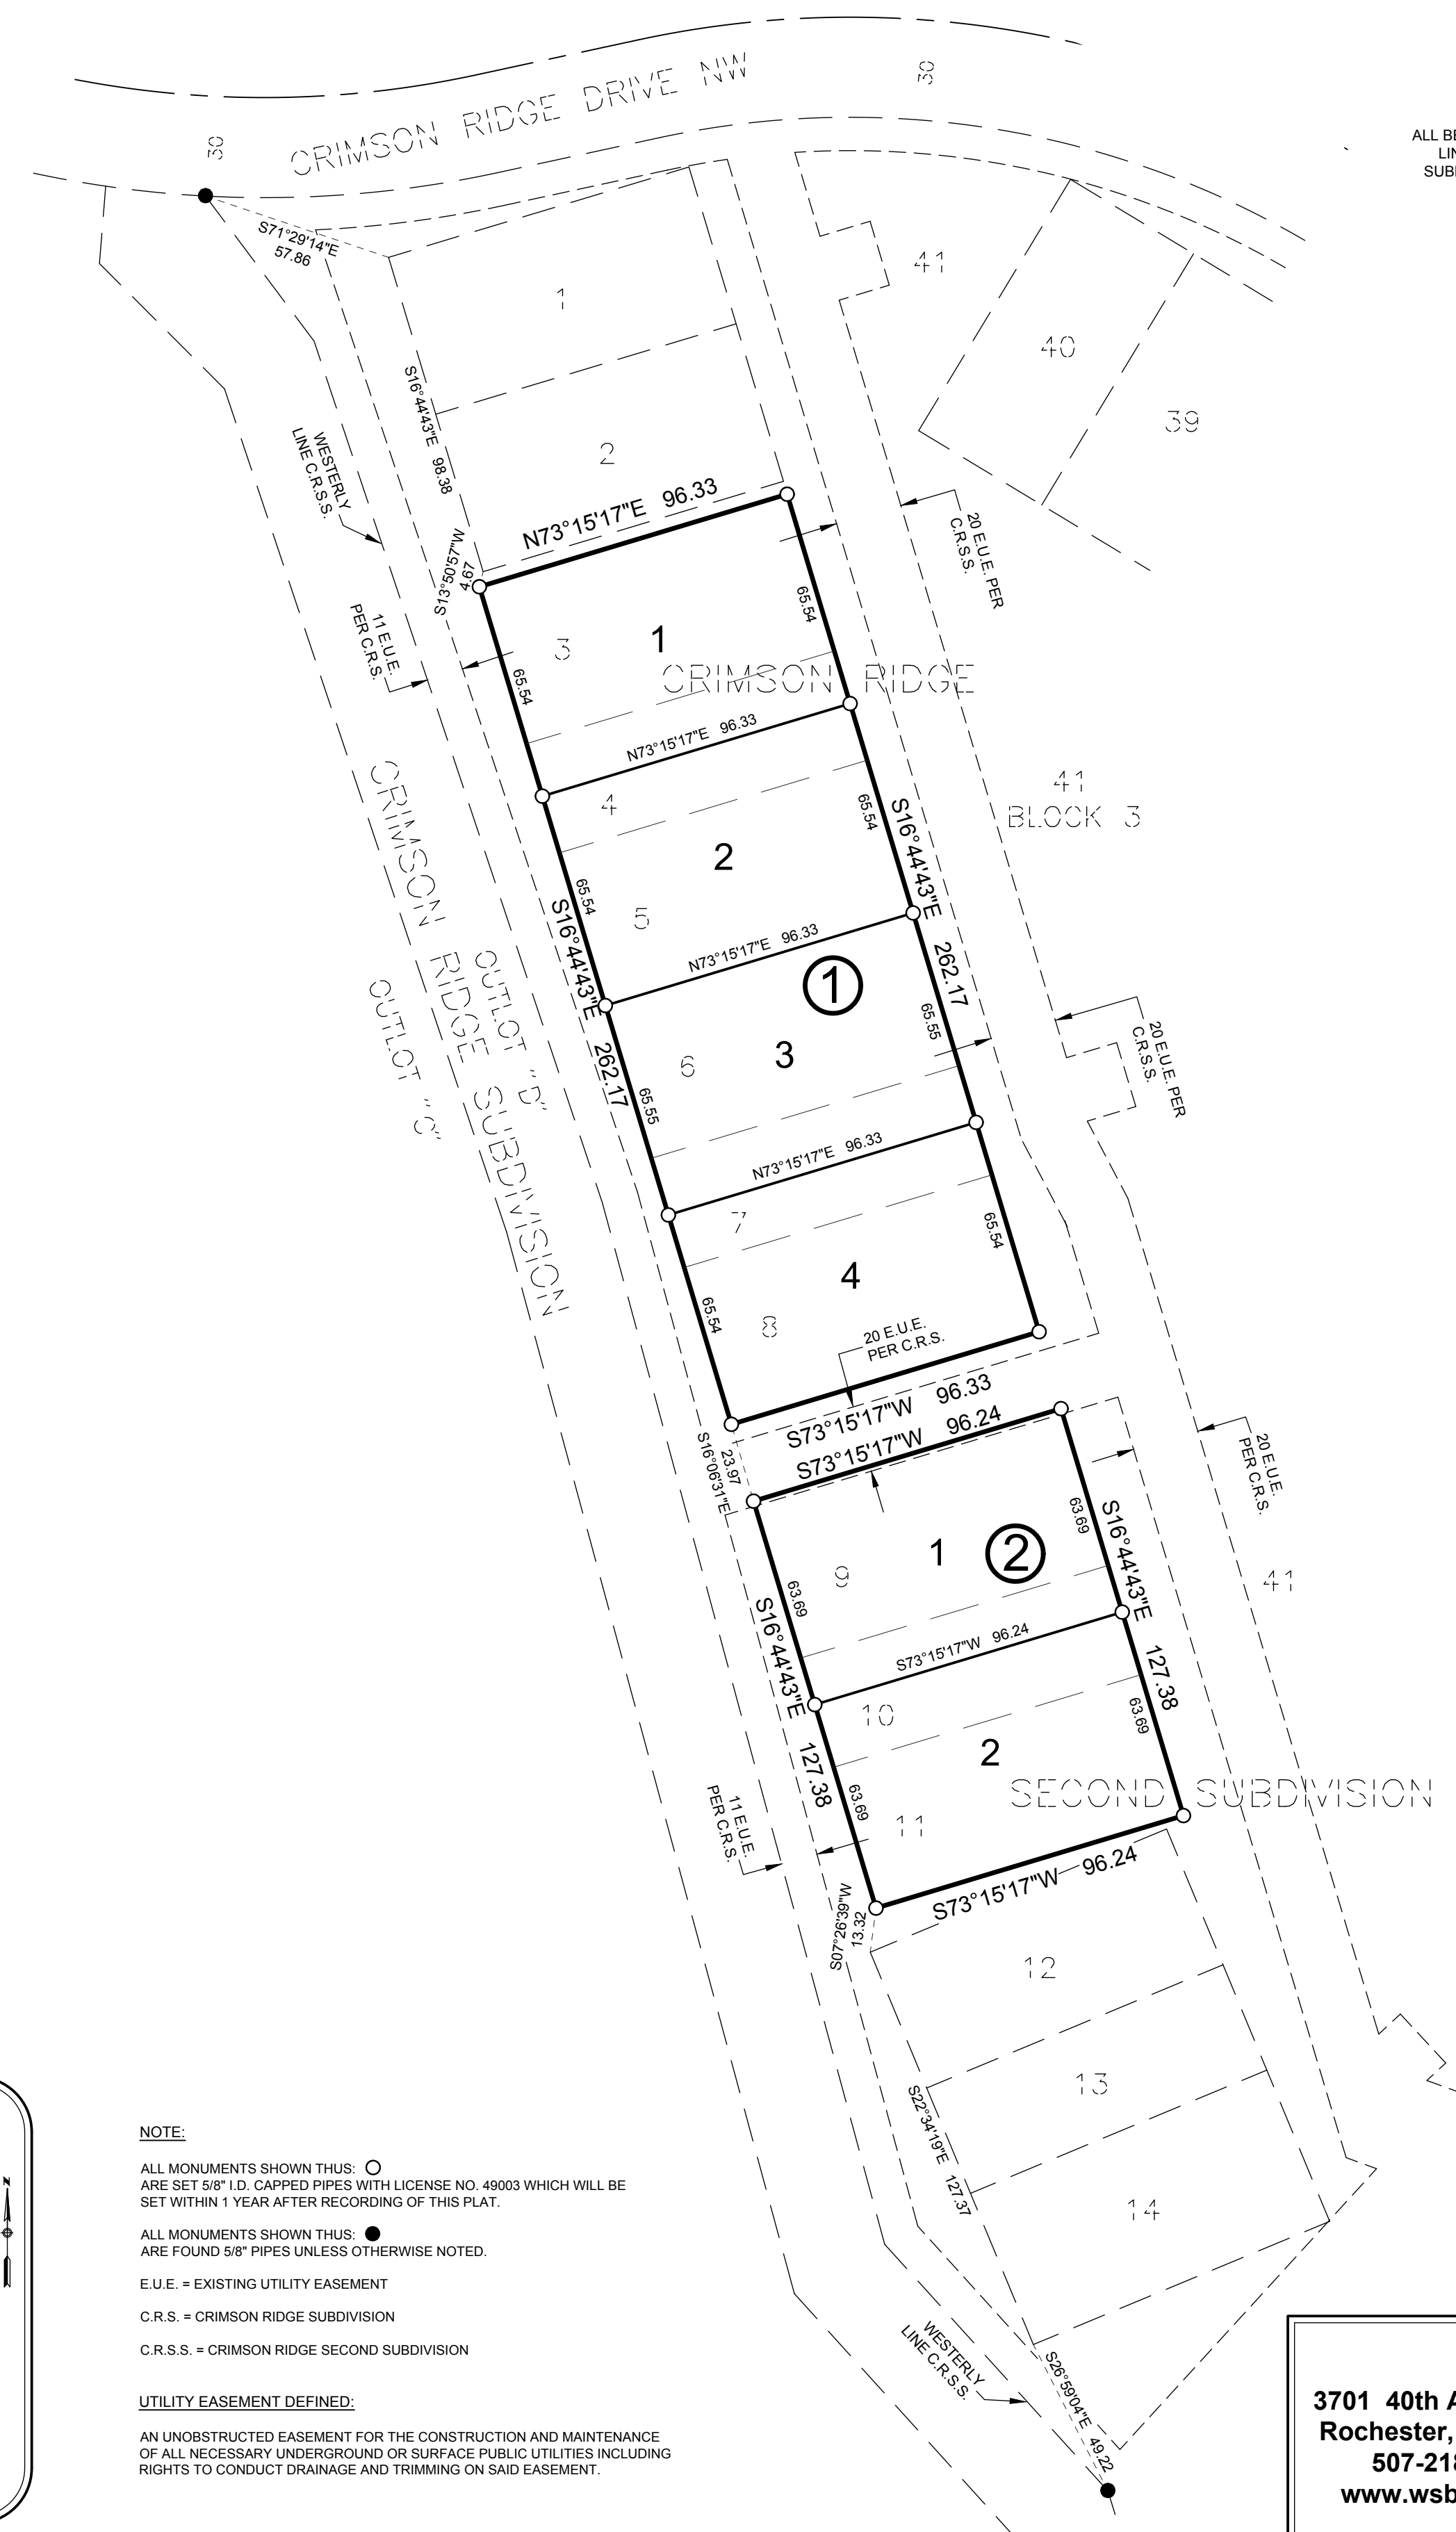 CRIMSON RIDGE DRIVE NW
30
30
ALL BE
LIN
SUBI
S71°29'14"E
57.86
1
41
40
39
S16°44'43"E 98.38
2
WESTERLY
LINE C.R.S.S.
N73°15'17"E 96.33
20 E.U.E. PER
C.R.S.S.
S13°50'57"W
4.67
65.54
11 E.U.E.
PER C.R.S.
3
1
65.54
CRIMSON RIDGE
N73°15'17"E 96.33
4
41
BLOCK 3
65.54
S16°44'43"E 262.17
2
65.54
5
S16°44'43"E 262.17
N73°15'17"E 96.33
1
CRIMSON RIDGE SUBDIVISION
OUTLOT "C"
65.55
3
6
65.55
20 E.U.E. PER
C.R.S.S.
N73°15'17"E 96.33
7
65.54
4
65.54
8
20 E.U.E.
PER C.R.S.
S73°15'17"W 96.33
S73°15'17"W 96.24
23.97
S16°06'31"E
20 E.U.E.
PER C.R.S.
63.69
S16°44'43"E 127.38
1
2
9
63.69
41
S16°44'43"E 127.38
S73°15'17"W 96.24
10
63.69
2
63.69
SECOND SUBDIVISION
11
11 E.U.E.
PER C.R.S.
S73°15'17"W 96.24
S07°26'39"W
13.32
12
13
S22°34'19"E 127.37
14
WESTERLY
LINE C.R.S.S.
S26°59'04"E 49.22
N
NOTE:
ALL MONUMENTS SHOWN THUS:
ARE SET 5/8" I.D. CAPPED PIPES WITH LICENSE NO. 49003 WHICH WILL BE
SET WITHIN 1 YEAR AFTER RECORDING OF THIS PLAT.
ALL MONUMENTS SHOWN THUS:
ARE FOUND 5/8" PIPES UNLESS OTHERWISE NOTED.
E.U.E. = EXISTING UTILITY EASEMENT
C.R.S. = CRIMSON RIDGE SUBDIVISION
C.R.S.S. = CRIMSON RIDGE SECOND SUBDIVISION
UTILITY EASEMENT DEFINED:
AN UNOBSTRUCTED EASEMENT FOR THE CONSTRUCTION AND MAINTENANCE
OF ALL NECESSARY UNDERGROUND OR SURFACE PUBLIC UTILITIES INCLUDING
RIGHTS TO CONDUCT DRAINAGE AND TRIMMING ON SAID EASEMENT.
3701 40th A
Rochester,
507-218
www.wsb